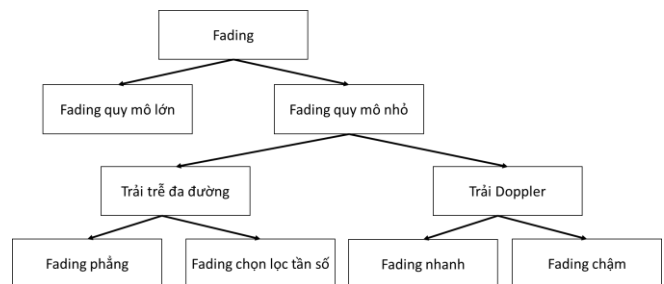 Fading
Fading quy mô lớn
Fading quy mô nhỏ
Trải trễ đa đường
Trải Doppler
Fading phẳng
Fading chọn lọc tần số
Fading nhanh
Fading chậm